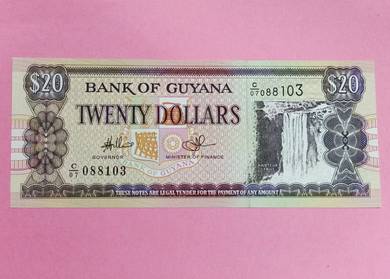 $20
BANK OF GUYANA
C/07 088103
$20
TWENTY DOLLARS
GOVERNOR
MINISTER OF FINANCE
C/07 088103
THESE NOTES ARE LEGAL TENDER FOR THE PAYMENT OF ANY AMOUNT